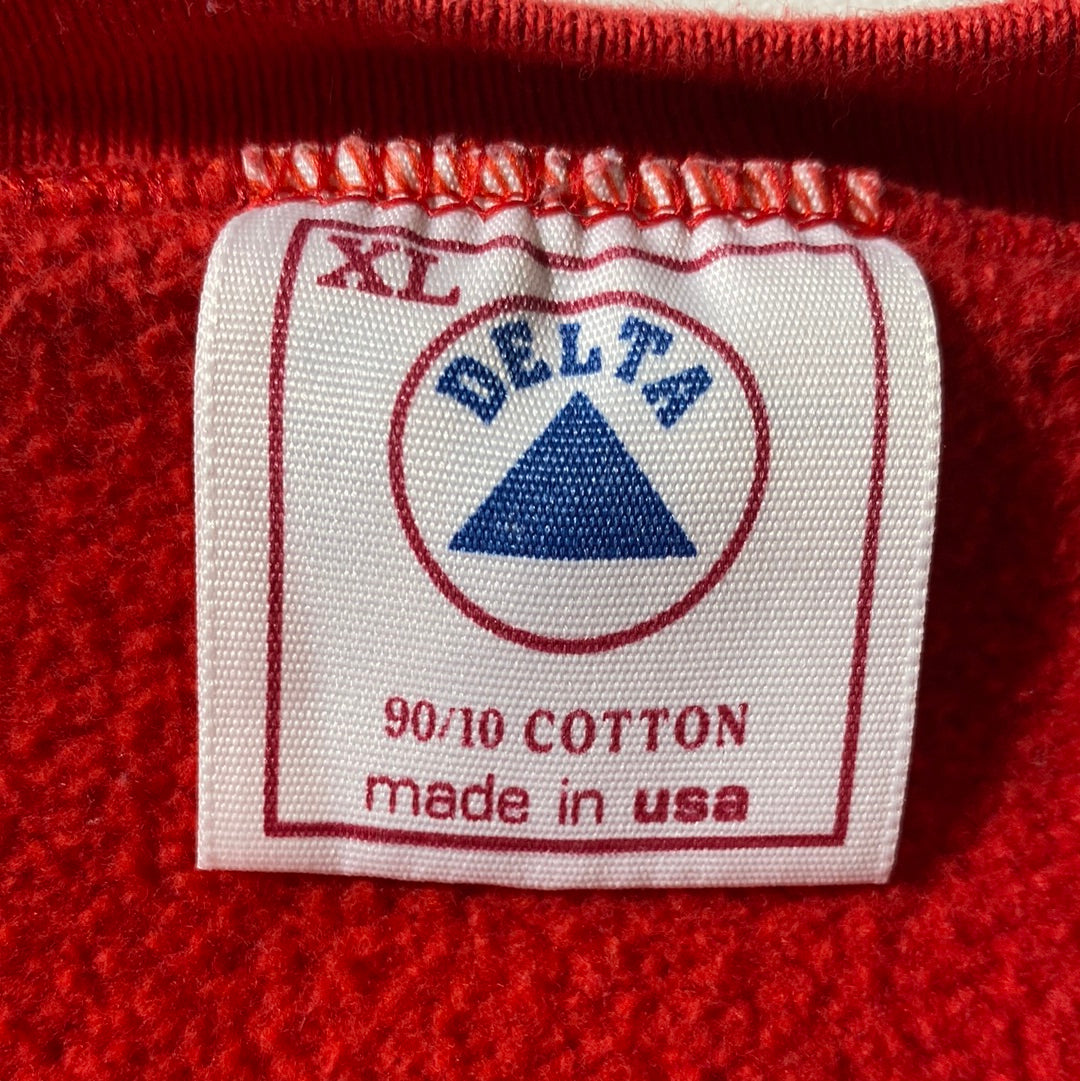 XL
DELTA
90/10 COTTON
made in usa